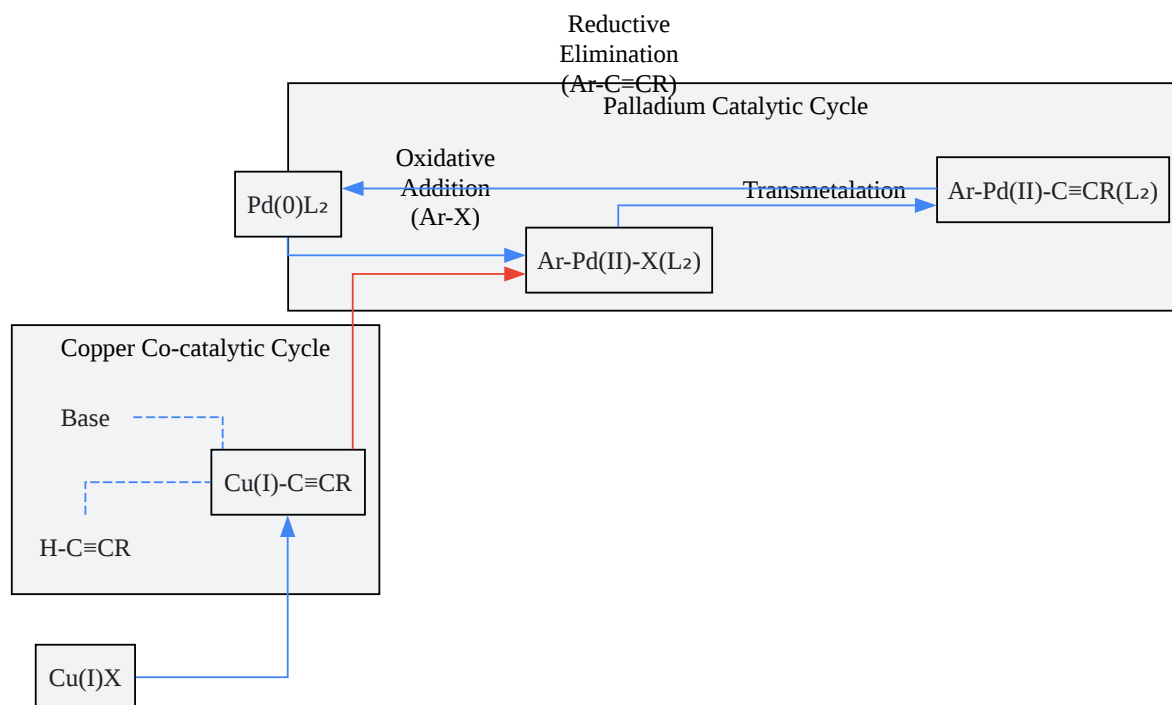 Reductive
Elimination
(Ar-C≡CR)
Palladium Catalytic Cycle
Oxidative
Addition
(Ar-X)
Transmetalation
Ar-Pd(II)-C≡CR(L₂)
Pd(0)L₂
Ar-Pd(II)-X(L₂)
Copper Co-catalytic Cycle
Base
Cu(I)-C≡CR
H-C≡CR
Cu(I)X